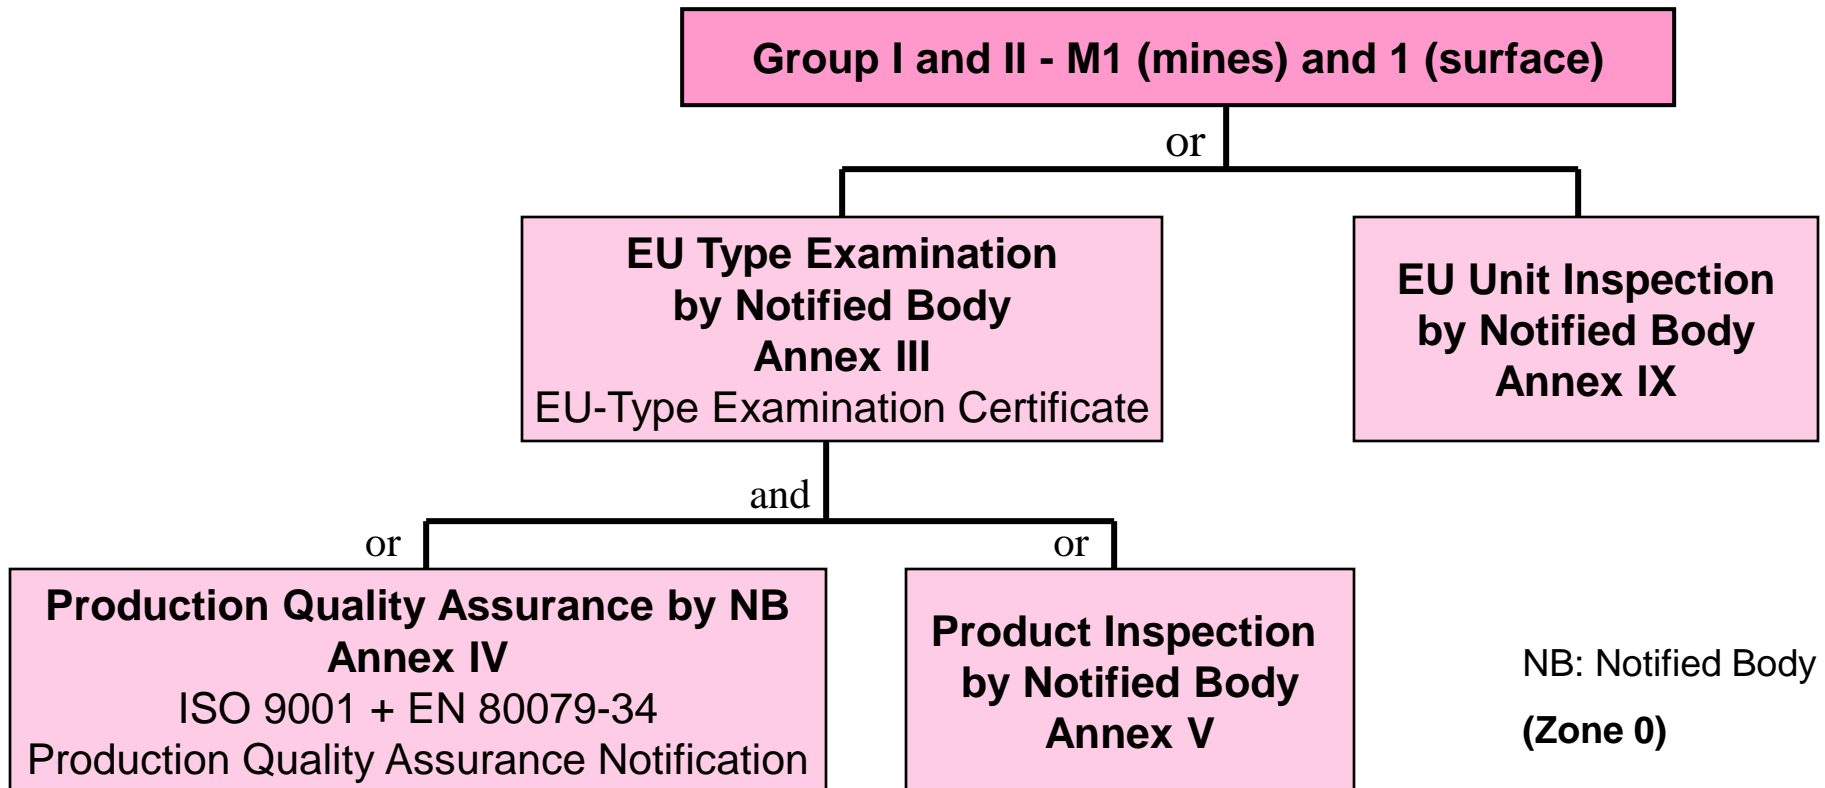 Group I and II - M1 (mines) and 1 (surface)
or
EU Type Examination
by Notified Body
Annex III
EU-Type Examination Certificate
EU Unit Inspection
by Notified Body
Annex IX
and
or
or
Production Quality Assurance by NB
Annex IV
ISO 9001 + EN 80079-34
Production Quality Assurance Notification
Product Inspection
by Notified Body
Annex V
NB: Notified Body
(Zone 0)